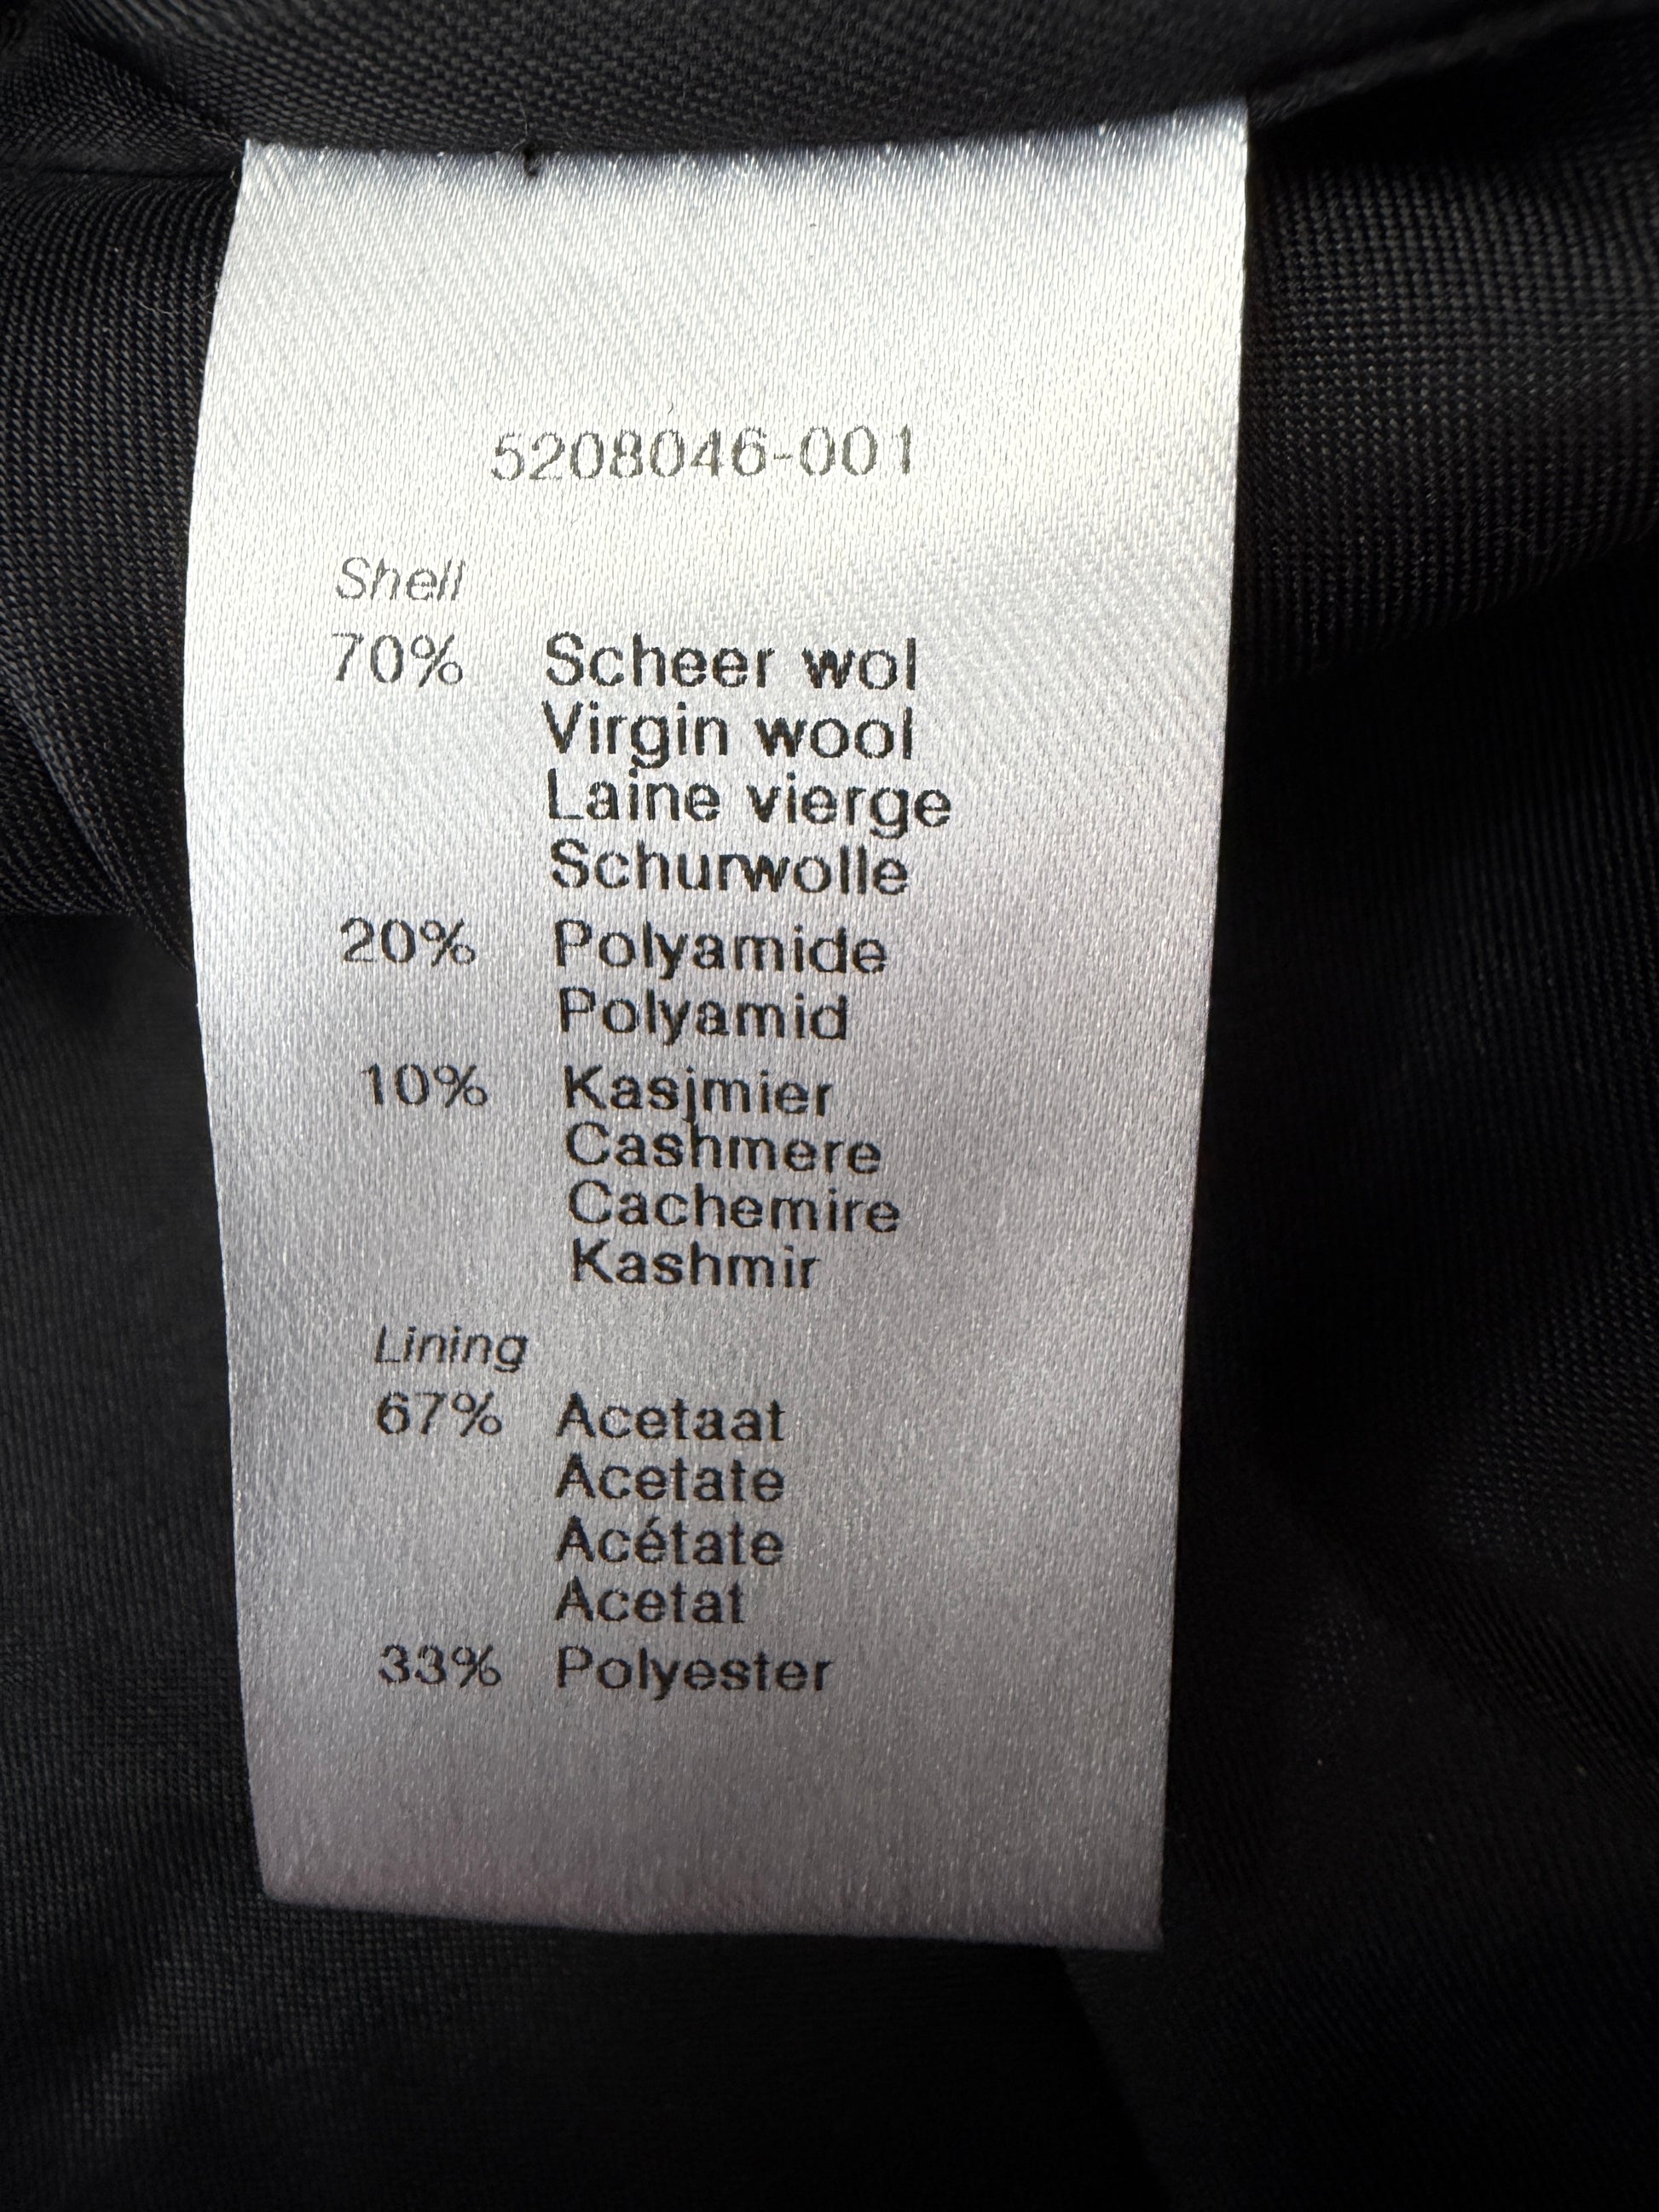 5208046-001
Shell
70% Scheer wol
Virgin wool
Laine vierge
Schurwolle
20% Polyamide
Polyamid
10% Kasjmier
Cashmere
Cachemire
Kashmir
Lining
67% Acetaat
Acetate
Acétate
Acetat
33% Polyester